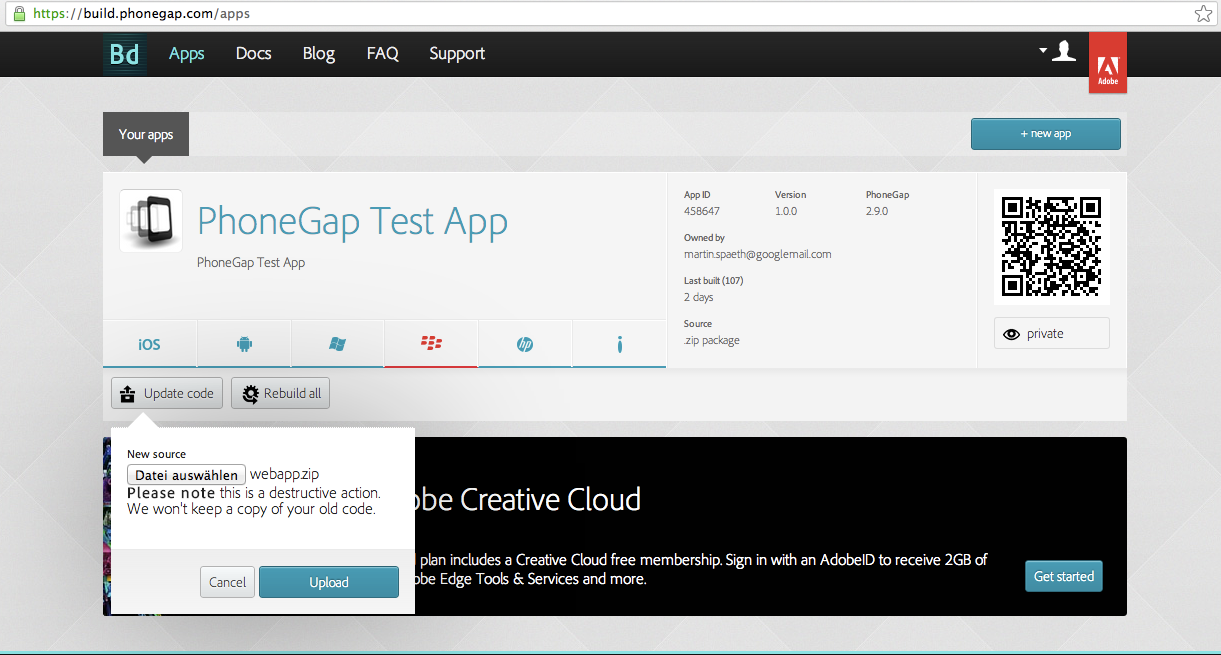 https://build.phonegap.com/apps
Bd Apps Docs Blog FAQ Support
Adobe
Your apps
+ new app
PhoneGap Test App
PhoneGap Test App
App ID Version PhoneGap
458647 1.0.0 2.9.0
Owned by
martin.spaeth@googlemail.com
Last built (107)
2 days
Source
.zip package
private
iOS
hp
Update code Rebuild all
New source
Datei auswählen webapp.zip
Please note this is a destructive action.
We won't keep a copy of your old code.
Cancel Upload
obe Creative Cloud
plan includes a Creative Cloud free membership. Sign in with an AdobeID to receive 2GB of
obe Edge Tools & Services and more.
Get started